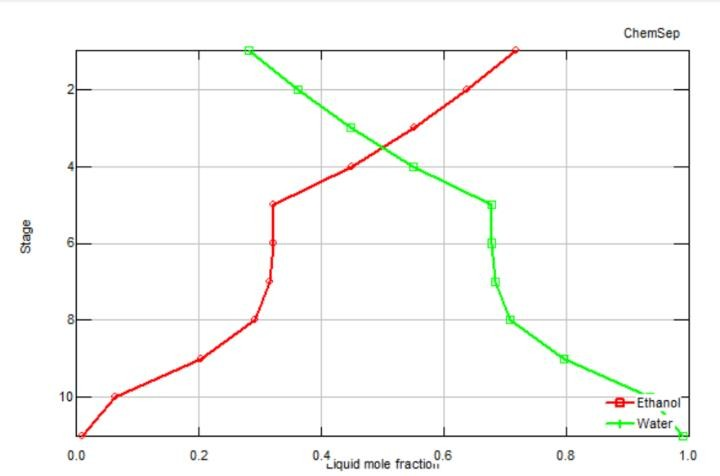 ChemSep
2
4
6
8
10
Stage
Ethanol
Water
0.0 0.2 0.4 0.6 0.8 1.0
Liquid mole fraction